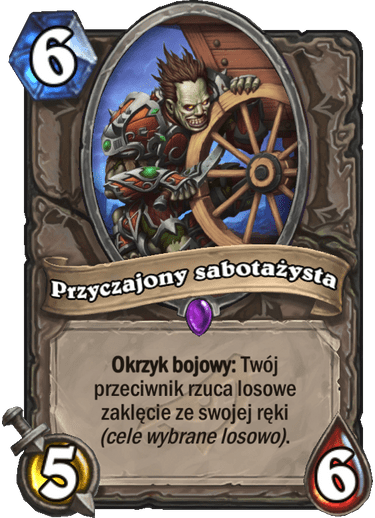 6
Przyczajony sabotażysta
Okrzyk bojowy: Twój
przeciwnik rzuca losowe
zaklęcie ze swojej ręki
(cele wybrane losowo).
5
6